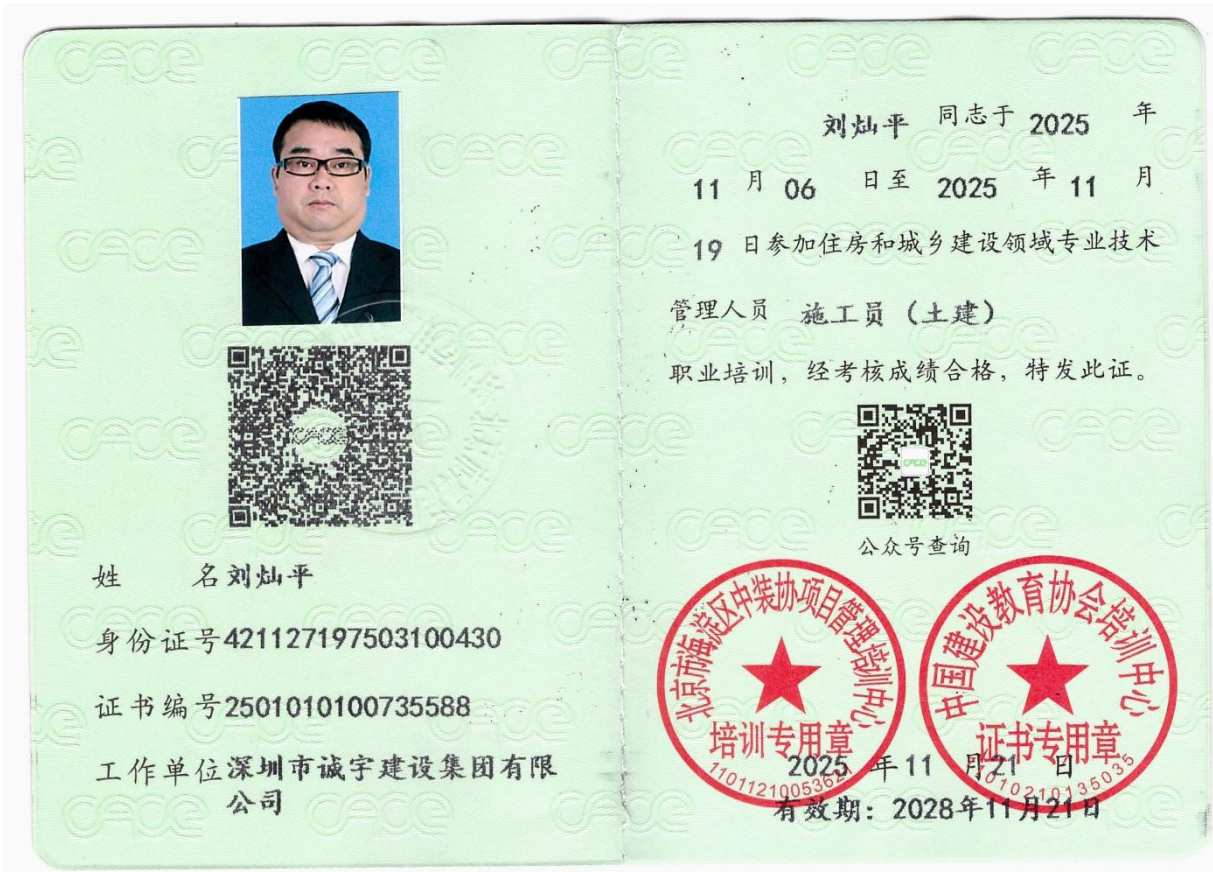 姓 名刘灿平
身份证号421127197503100430
证书编号2501010100735588
工作单位深圳市诚宇建设集团有限
公司
刘灿平 同志于 2025 年
11 月 06 日至 2025 年 11 月
19 日参加住房和城乡建设领域专业技术
管理人员 施工员（土建）
职业培训，经考核成绩合格，特发此证。
CACE
公众号查询
北京市海淀区中装协项目管理培训中心
培训专用章
中国建设教育协会培训中心
证书专用章
2025 年 11 月 21 日
有效期：2028年11月21日